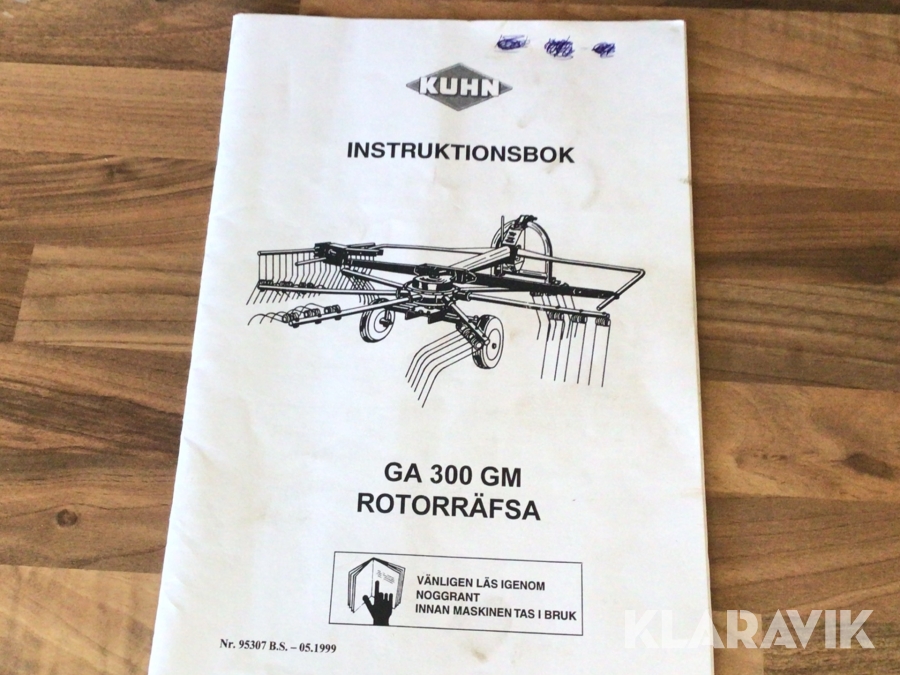 KUHN
INSTRUKTIONSBOK
GA 300 GM
ROTORRÄFSA
VÄNLIGEN LÄS IGENOM
NOGGRANT
INNAN MASKINEN TAS I BRUK
Nr. 95307 B.S. – 05.1999
KLARAVIK